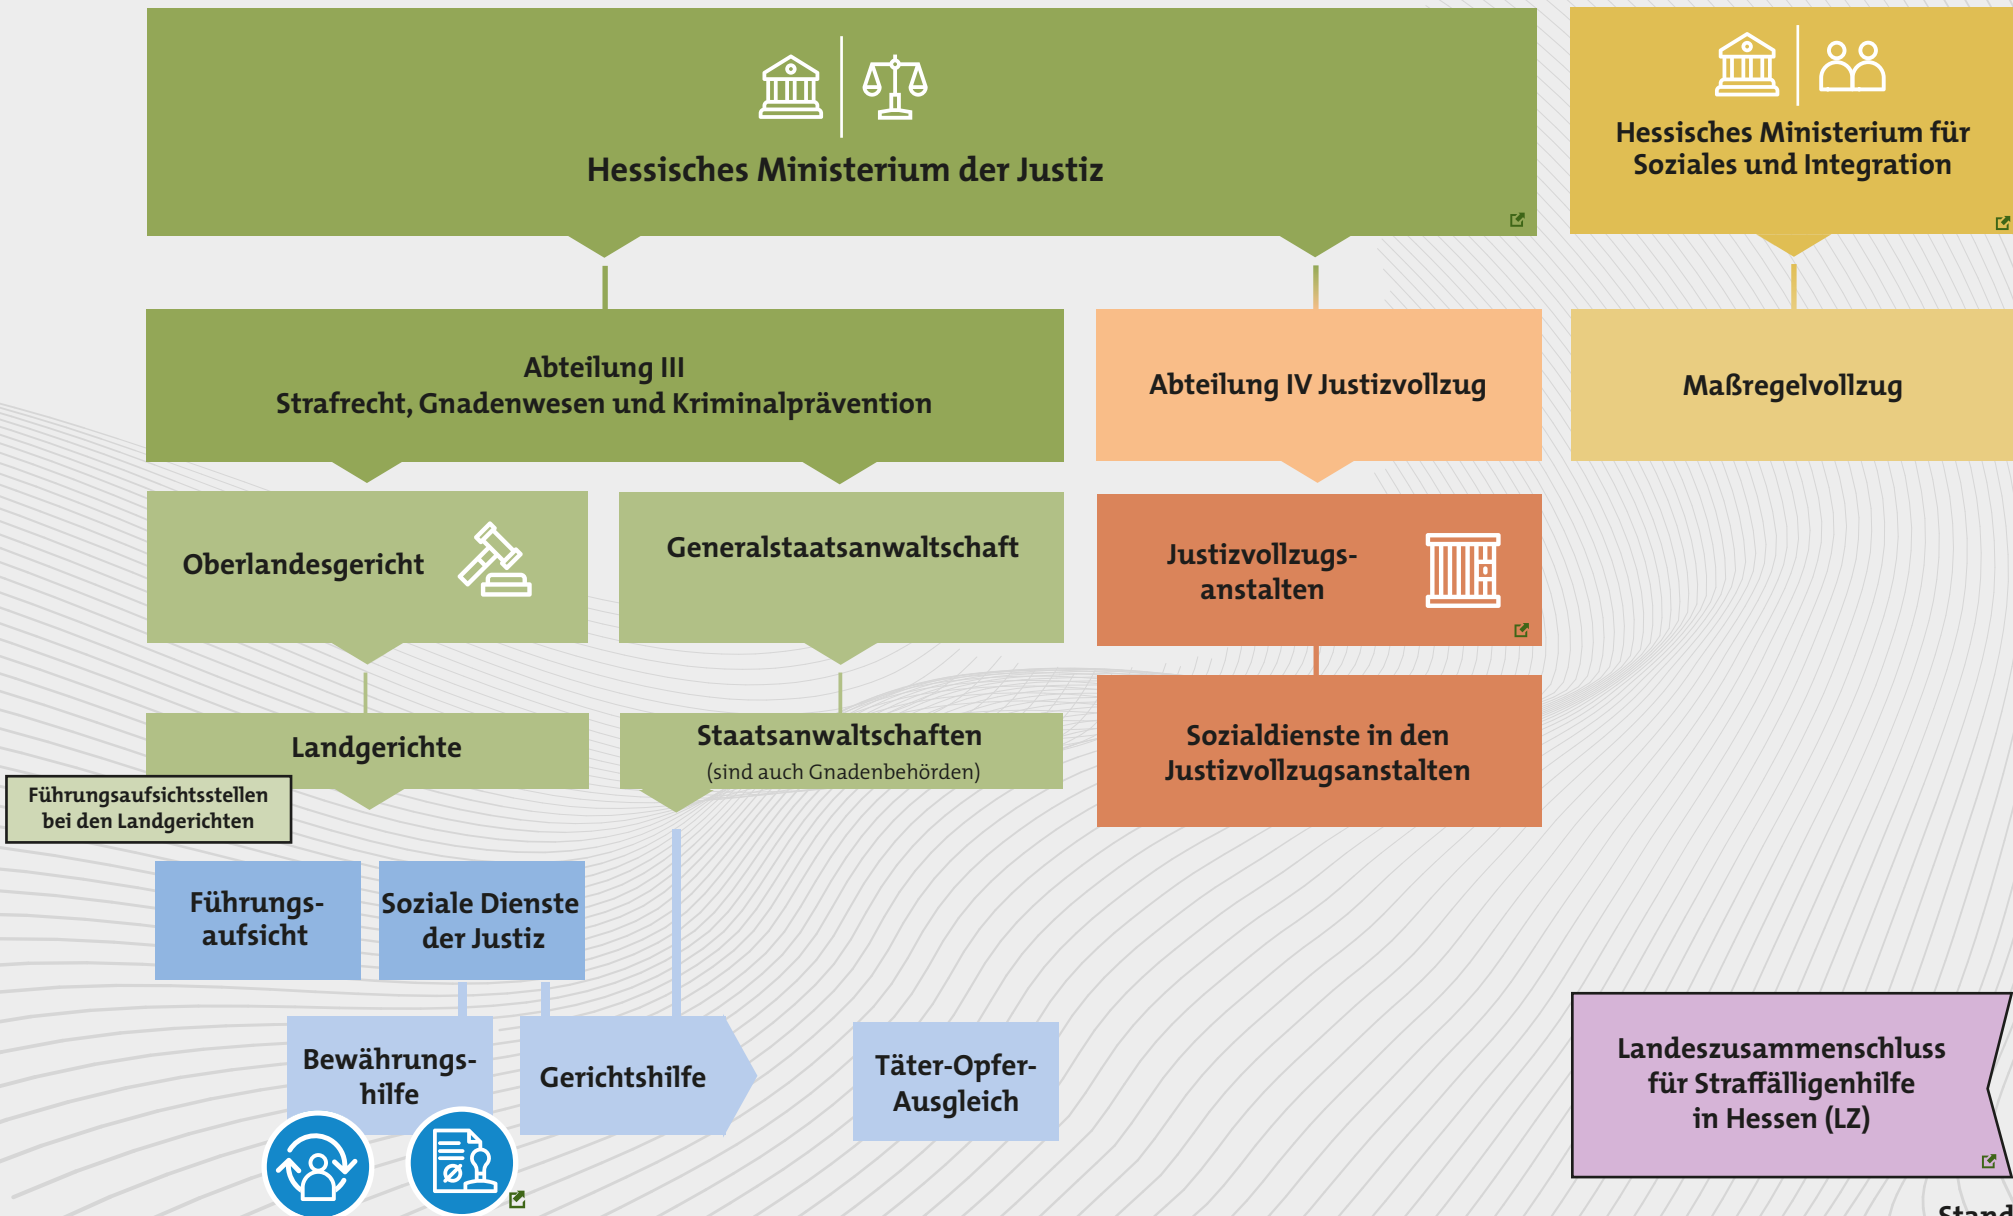 Hessisches Ministerium der Justiz
Hessisches Ministerium für
Soziales und Integration
Abteilung III
Strafrecht, Gnadenwesen und Kriminalprävention
Abteilung IV Justizvollzug
Maßregelvollzug
Oberlandesgericht
Generalstaatsanwaltschaft
Justizvollzugs-
anstalten
Landgerichte
Staatsanwaltschaften
(sind auch Gnadenbehörden)
Sozialdienste in den
Justizvollzugsanstalten
Führungsaufsichtsstellen
bei den Landgerichten
Führungs-
aufsicht
Soziale Dienste
der Justiz
Bewährungs-
hilfe
Gerichtshilfe
Täter-Opfer-
Ausgleich
Landeszusammenschluss
für Straffälligenhilfe
in Hessen (LZ)
Stand